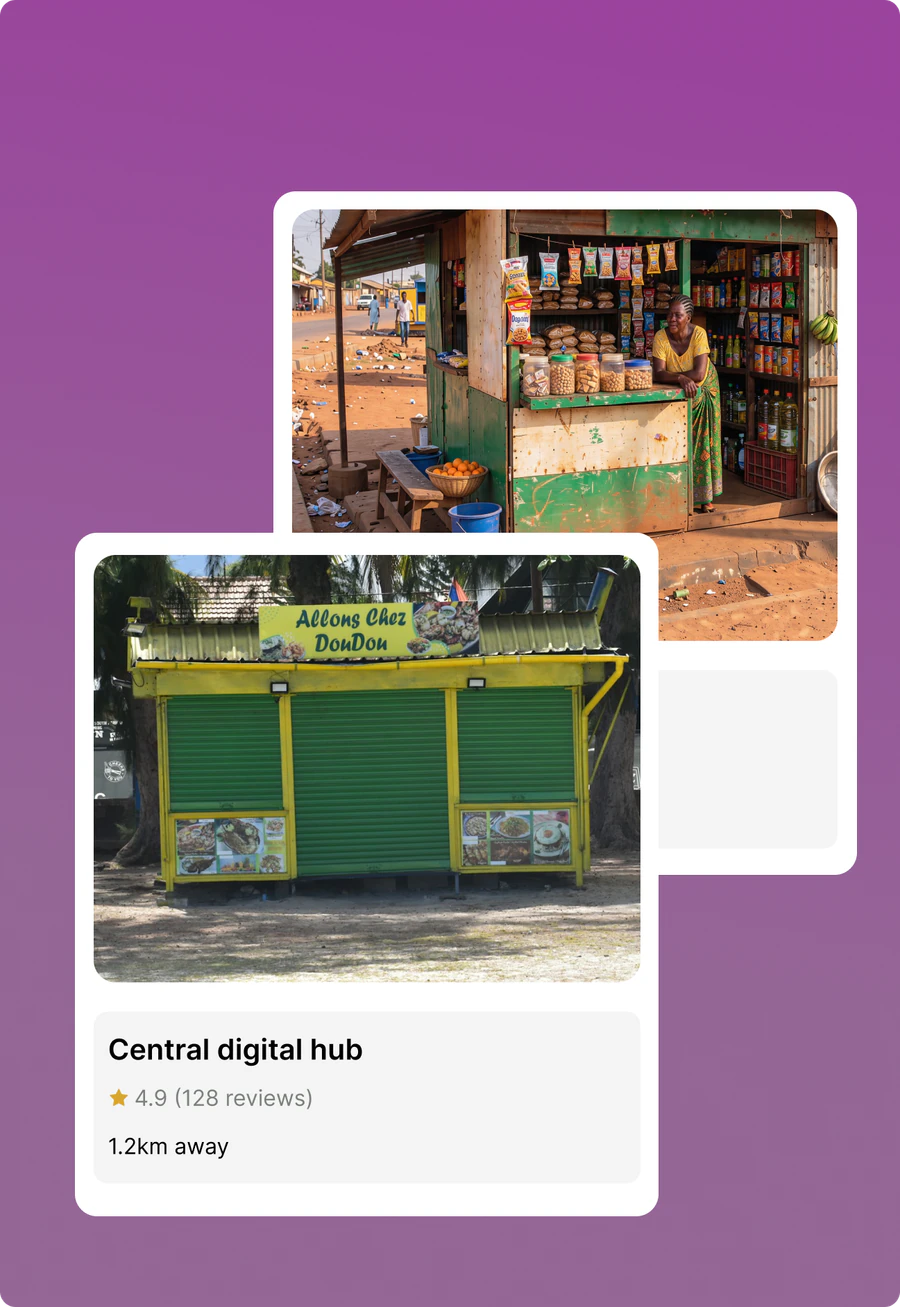 Allons Chez
DouDou
Central digital hub
4.9 (128 reviews)
1.2km away